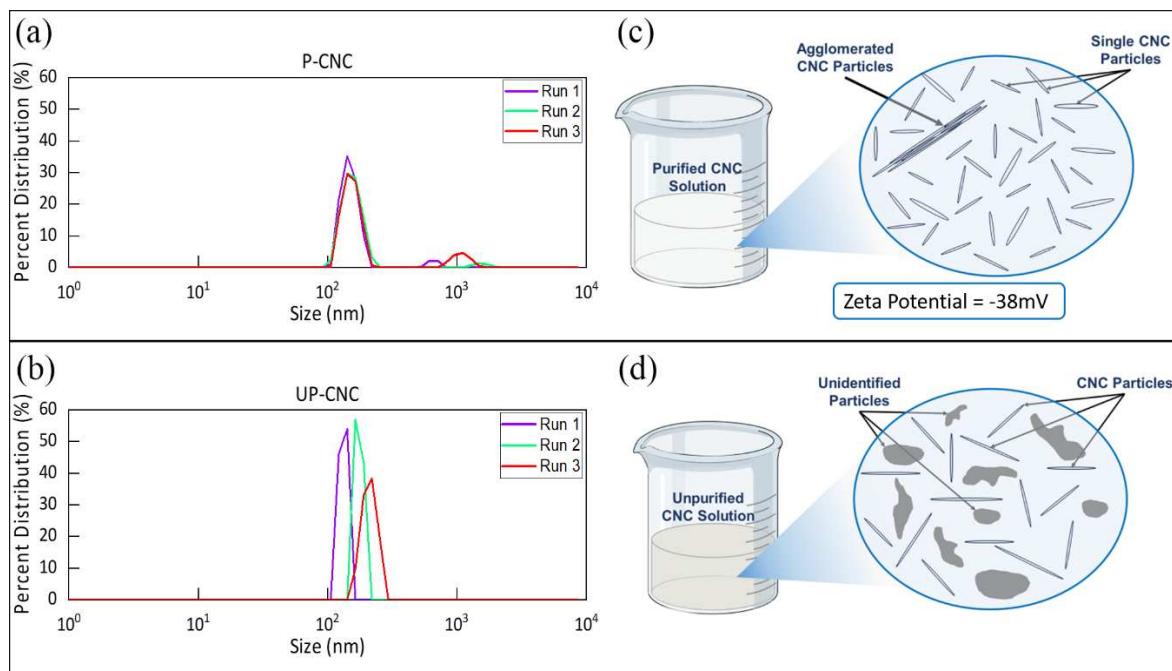 (a)
P-CNC
Percent Distribution (%)
60
50
40
30
20
10
0
Run 1
Run 2
Run 3
10⁰
10¹
10²
10³
10⁴
Size (nm)
(c)
Agglomerated
CNC Particles
Single CNC
Particles
Purified CNC
Solution
Zeta Potential = -38mV
(b)
UP-CNC
Percent Distribution (%)
60
50
40
30
20
10
0
Run 1
Run 2
Run 3
10⁰
10¹
10²
10³
10⁴
Size (nm)
(d)
Unidentified
Particles
CNC Particles
Unpurified
CNC Solution